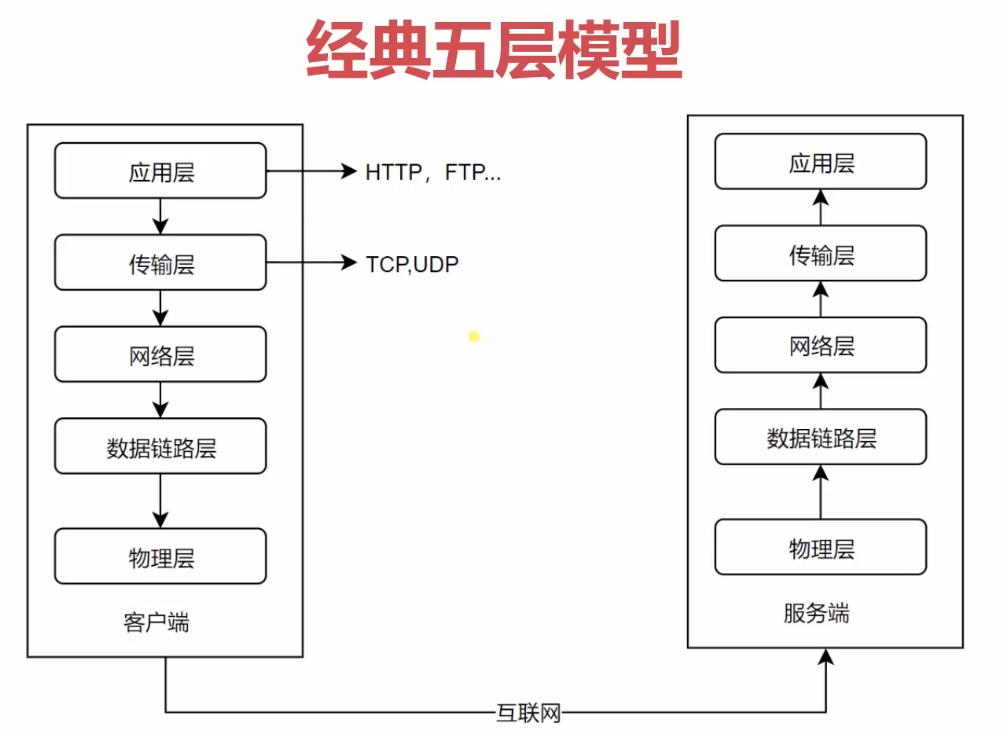 经典五层模型
应用层
HTTP，FTP...
传输层
TCP,UDP
网络层
数据链路层
物理层
客户端
应用层
传输层
网络层
数据链路层
物理层
服务端
互联网